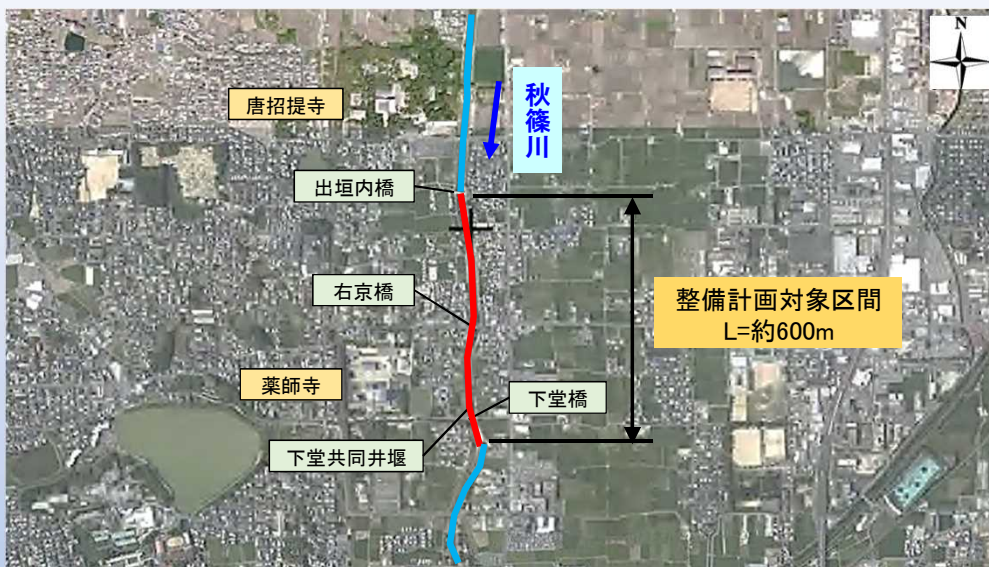 N
秋篠川
唐招提寺
出垣内橋
右京橋
整備計画対象区間
L=約600m
薬師寺
下堂橋
下堂共同井堰